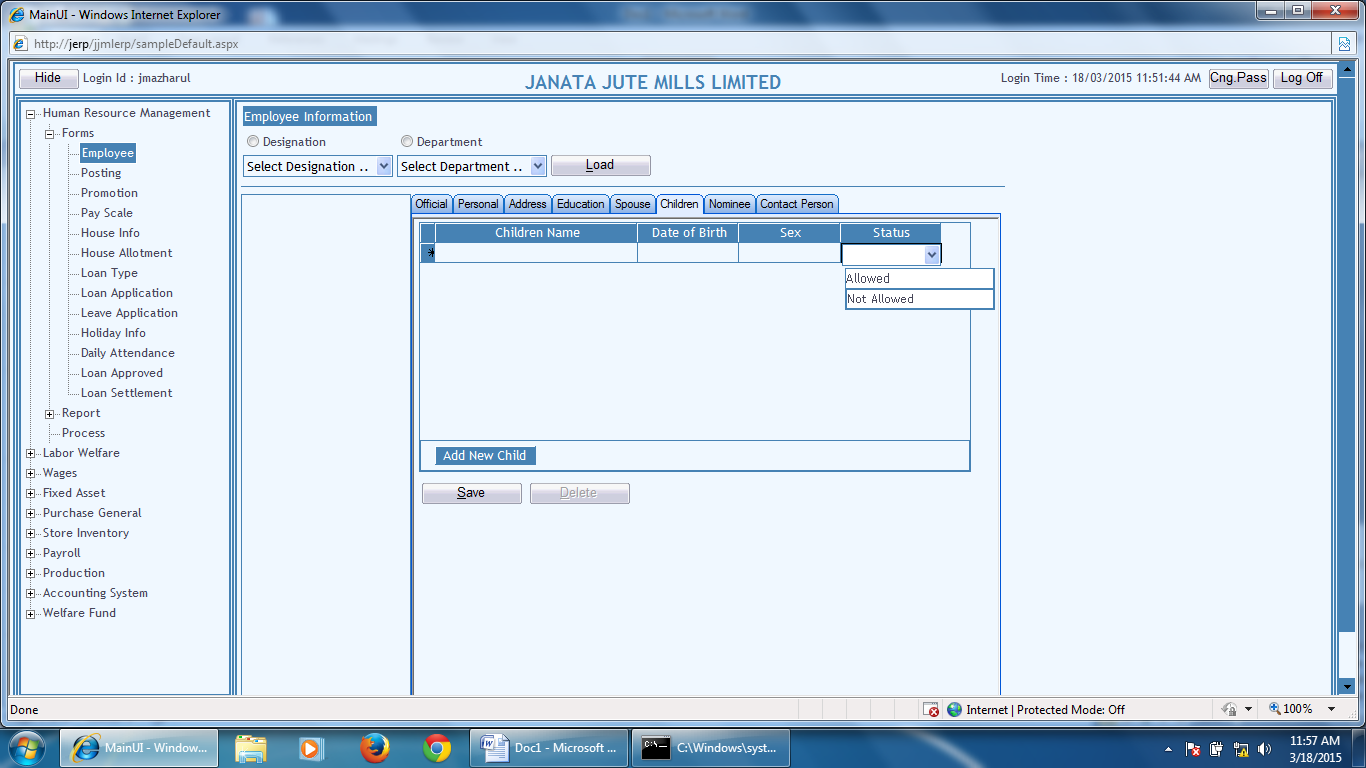 MainUI - Windows Internet Explorer
http://jerp/jjmlerp/sampleDefault.aspx
Hide Login Id : jmazharul JANATA JUTE MILLS LIMITED Login Time : 18/03/2015 11:51:44 AM Cng.Pass Log Off
Human Resource Management
Forms
Employee
Posting
Promotion
Pay Scale
House Info
House Allotment
Loan Type
Loan Application
Leave Application
Holiday Info
Daily Attendance
Loan Approved
Loan Settlement
Report
Process
Labor Welfare
Wages
Fixed Asset
Purchase General
Store Inventory
Payroll
Production
Accounting System
Welfare Fund
Employee Information
Designation Department
Select Designation .. Select Department .. Load
Official Personal Address Education Spouse Children Nominee Contact Person
Children Name Date of Birth Sex Status
*
Allowed
Not Allowed
Add New Child
Save Delete
Done Internet | Protected Mode: Off 100%
MainUI - Window... Doc1 - Microsoft ... C:\Windows\syst... 11:57 AM
3/18/2015